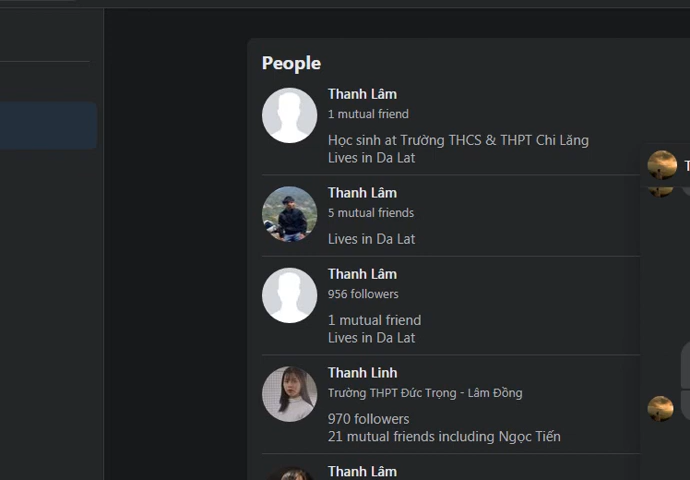 People
Thanh Lâm
1 mutual friend
Học sinh at Trường THCS & THPT Chi Lăng
Lives in Da Lat
Thanh Lâm
5 mutual friends
Lives in Da Lat
Thanh Lâm
956 followers
1 mutual friend
Lives in Da Lat
Thanh Linh
Trường THPT Đức Trọng - Lâm Đồng
970 followers
21 mutual friends including Ngọc Tiến
Thanh Lâm